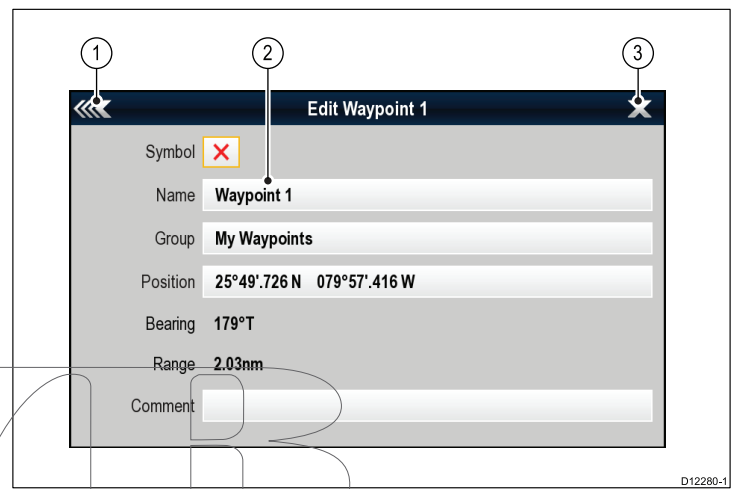 1 2 3
Edit Waypoint 1
Symbol
Name Waypoint 1
Group My Waypoints
Position 25°49'.726 N 079°57'.416 W
Bearing 179°T
Range 2.03nm
Comment
D12280-1